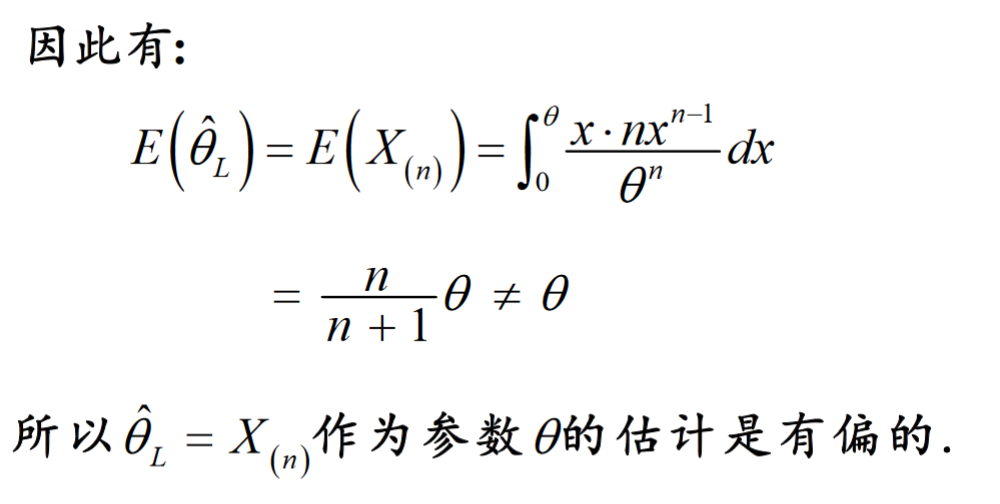 因此有:
E(θ̂_L) = E(X_(n)) = ∫_0^θ (x · nx^{n−1})/θ^n dx
= n/(n + 1) θ ≠ θ
所以 θ̂_L = X_(n) 作为参数 θ的估计是有偏的.